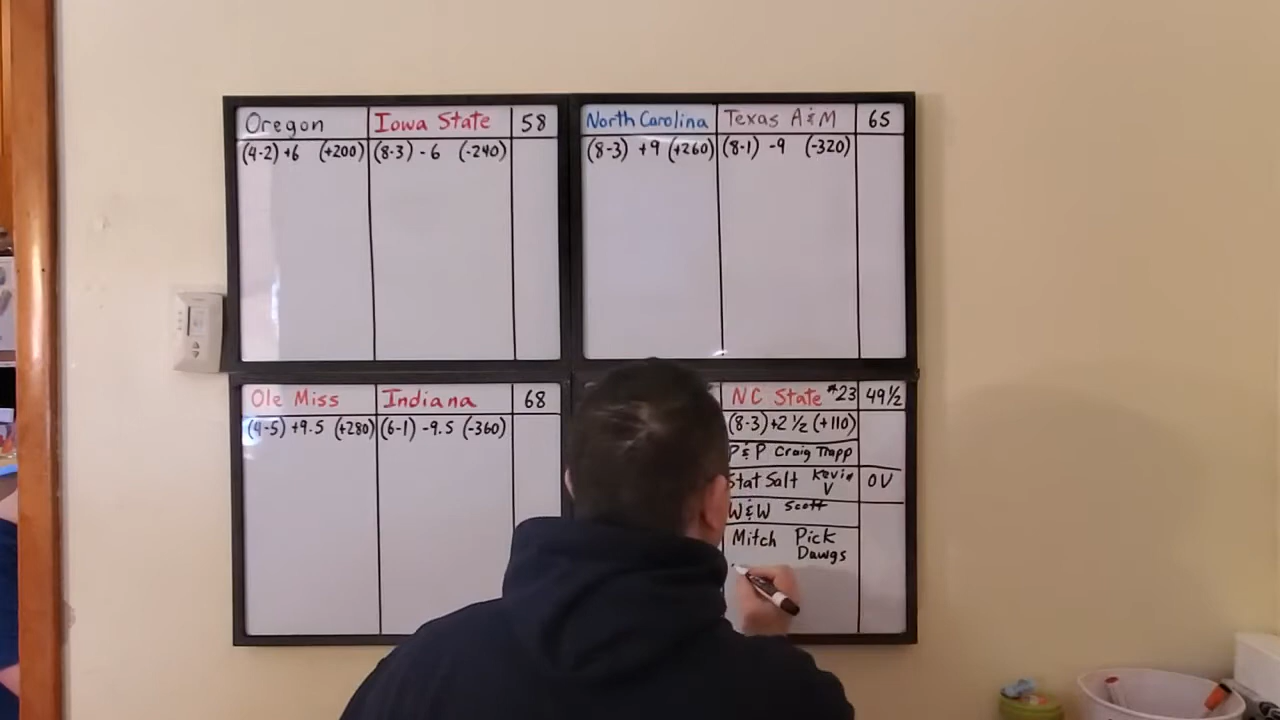 Oregon Iowa State 58
(4-2) +6 (+200) (8-3) -6 (-240)
North Carolina Texas A&M 65
(8-3) +9 (+260) (8-1) -9 (-320)
Ole Miss Indiana 68
(4-5) +9.5 (+280) (6-1) -9.5 (-360)
NC State #23 49½
(8-3) +2½ (+110)
P&P Craig Trapp
Stat Salt Kevin V OV
W&W Scott
Mitch Pick
Dawgs